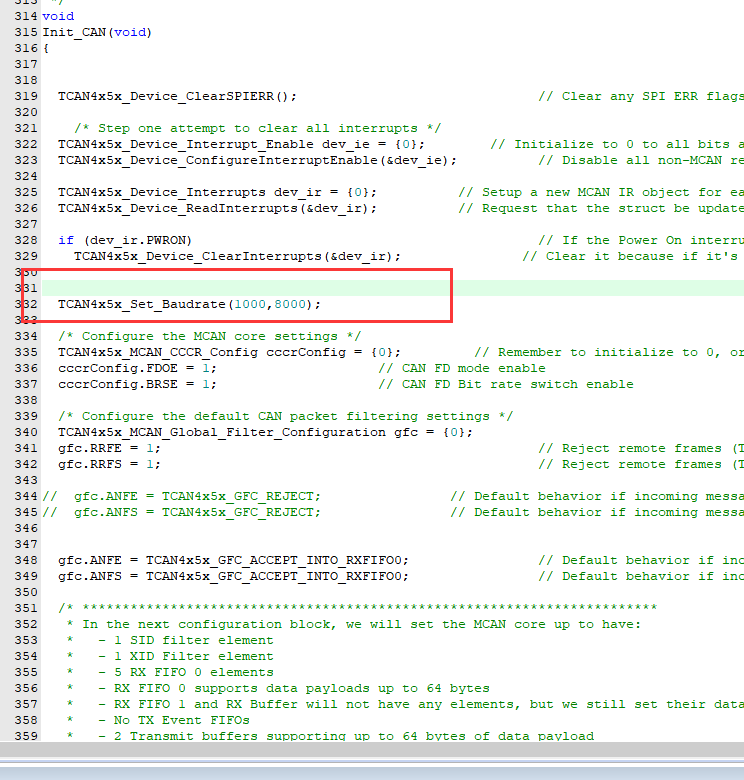 313 */
314 void
315 Init_CAN(void)
316 {
317
318
319 TCAN4x5x_Device_ClearSPIERR(); // Clear any SPI ERR flags
320
321 /* Step one attempt to clear all interrupts */
322 TCAN4x5x_Device_Interrupt_Enable dev_ie = {0}; // Initialize to 0 to all bits a
323 TCAN4x5x_Device_ConfigureInterruptEnable(&dev_ie); // Disable all non-MCAN re
324
325 TCAN4x5x_Device_Interrupts dev_ir = {0}; // Setup a new MCAN IR object for ea
326 TCAN4x5x_Device_ReadInterrupts(&dev_ir); // Request that the struct be update
327
328 if (dev_ir.PWRON) // If the Power On interru
329 TCAN4x5x_Device_ClearInterrupts(&dev_ir); // Clear it because if it's
330
331
332 TCAN4x5x_Set_Baudrate(1000,8000);
333
334 /* Configure the MCAN core settings */
335 TCAN4x5x_MCAN_CCCR_Config cccrConfig = {0}; // Remember to initialize to 0, or
336 cccrConfig.FDOE = 1; // CAN FD mode enable
337 cccrConfig.BRSE = 1; // CAN FD Bit rate switch enable
338
339 /* Configure the default CAN packet filtering settings */
340 TCAN4x5x_MCAN_Global_Filter_Configuration gfc = {0};
341 gfc.RRFE = 1; // Reject remote frames (T
342 gfc.RRFS = 1; // Reject remote frames (T
343
344 // gfc.ANFE = TCAN4x5x_GFC_REJECT; // Default behavior if incoming messa
345 // gfc.ANFS = TCAN4x5x_GFC_REJECT; // Default behavior if incoming messa
346
347
348 gfc.ANFE = TCAN4x5x_GFC_ACCEPT_INTO_RXFIFO0; // Default behavior if inc
349 gfc.ANFS = TCAN4x5x_GFC_ACCEPT_INTO_RXFIFO0; // Default behavior if inc
350
351 /* ************************************************************************
352 * In the next configuration block, we will set the MCAN core up to have:
353 * - 1 SID filter element
354 * - 1 XID Filter element
355 * - 5 RX FIFO 0 elements
356 * - RX FIFO 0 supports data payloads up to 64 bytes
357 * - RX FIFO 1 and RX Buffer will not have any elements, but we still set their data
358 * - No TX Event FIFOs
359 * - 2 Transmit buffers supporting up to 64 bytes of data payload